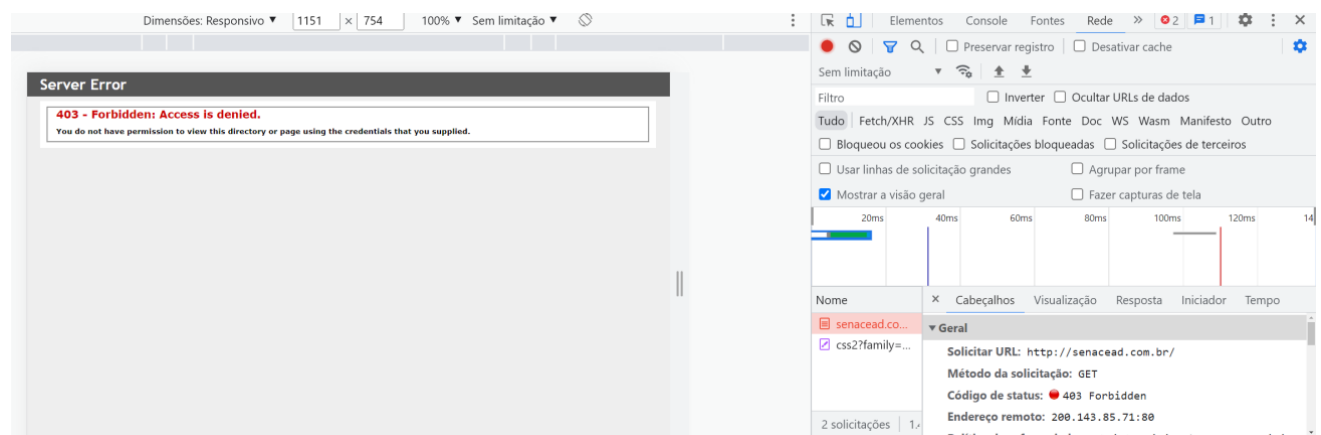 Dimensões: Responsivo ▼ 1151 × 754 100% ▼ Sem limitação ▼
Elementos Console Fontes Rede » 2 1
Preservar registro Desativar cache
Sem limitação ▼
Filtro Inverter Ocultar URLs de dados
Tudo Fetch/XHR JS CSS Img Mídia Fonte Doc WS Wasm Manifesto Outro
Bloqueou os cookies Solicitações bloqueadas Solicitações de terceiros
Usar linhas de solicitação grandes Agrupar por frame
Mostrar a visão geral Fazer capturas de tela
20ms 40ms 60ms 80ms 100ms 120ms 14
Server Error
403 - Forbidden: Access is denied.
You do not have permission to view this directory or page using the credentials that you supplied.
Nome × Cabeçalhos Visualização Resposta Iniciador Tempo
senacead.co...
css2?family=...
2 solicitações
▼ Geral
Solicitar URL: http://senacead.com.br/
Método da solicitação: GET
Código de status: 403 Forbidden
Endereço remoto: 200.143.85.71:80